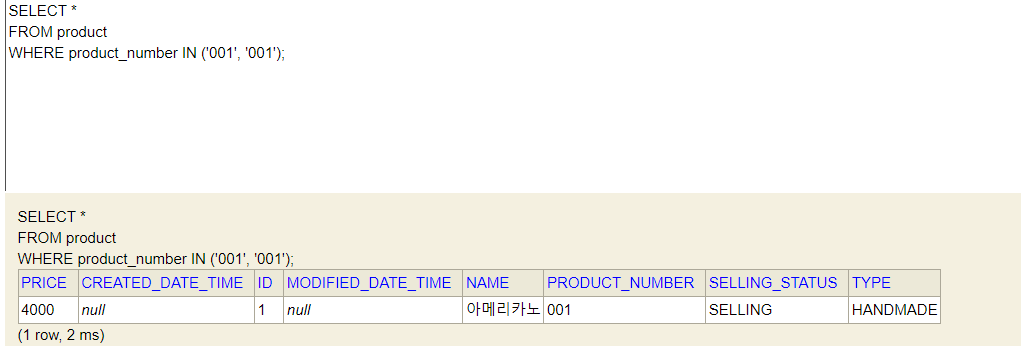 SELECT *
FROM product
WHERE product_number IN ('001', '001');
SELECT *
FROM product
WHERE product_number IN ('001', '001');
PRICE CREATED_DATE_TIME ID MODIFIED_DATE_TIME NAME PRODUCT_NUMBER SELLING_STATUS TYPE
4000 null 1 null 아메리카노 001 SELLING HANDMADE
(1 row, 2 ms)